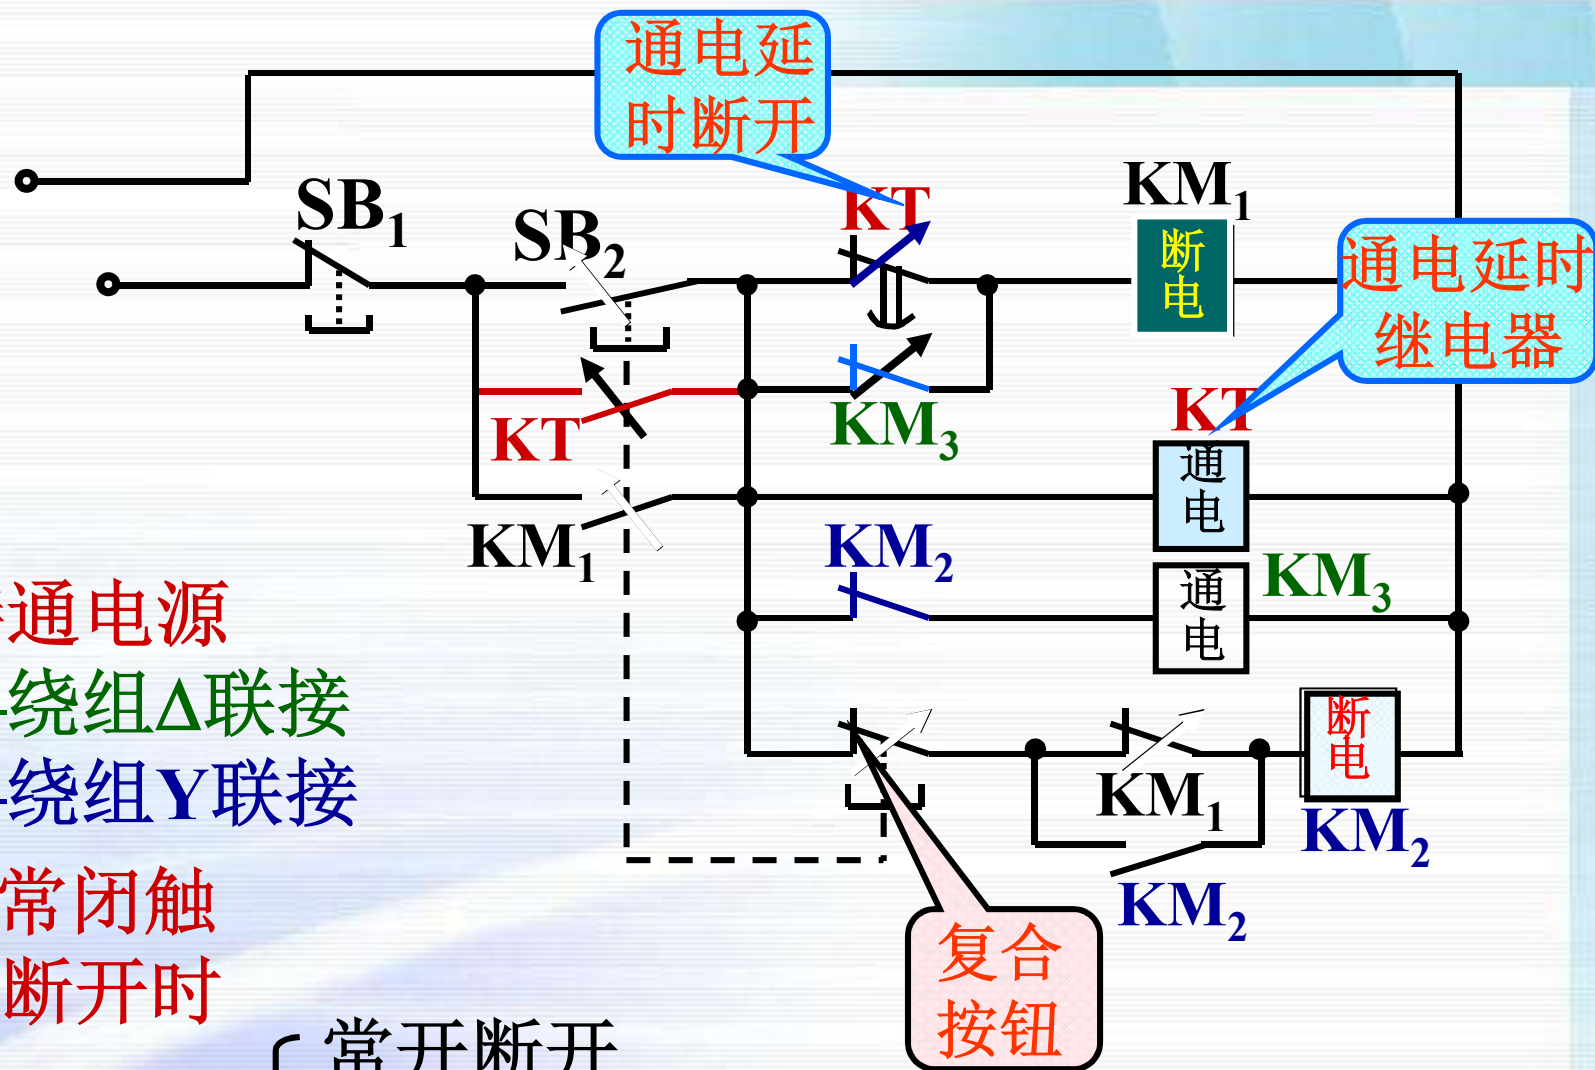 通电延
时断开
SB₁
SB₂
KT
KM₁
断
电
通电延时
继电器
KT
KM₃
KT
通
电
KM₁
KM₂
通
电
KM₃
通电源
绕组Δ联接
绕组Y联接
KM₁
断
电
KM₂
KM₂
常闭触
断开时
复合
按钮
常开断开